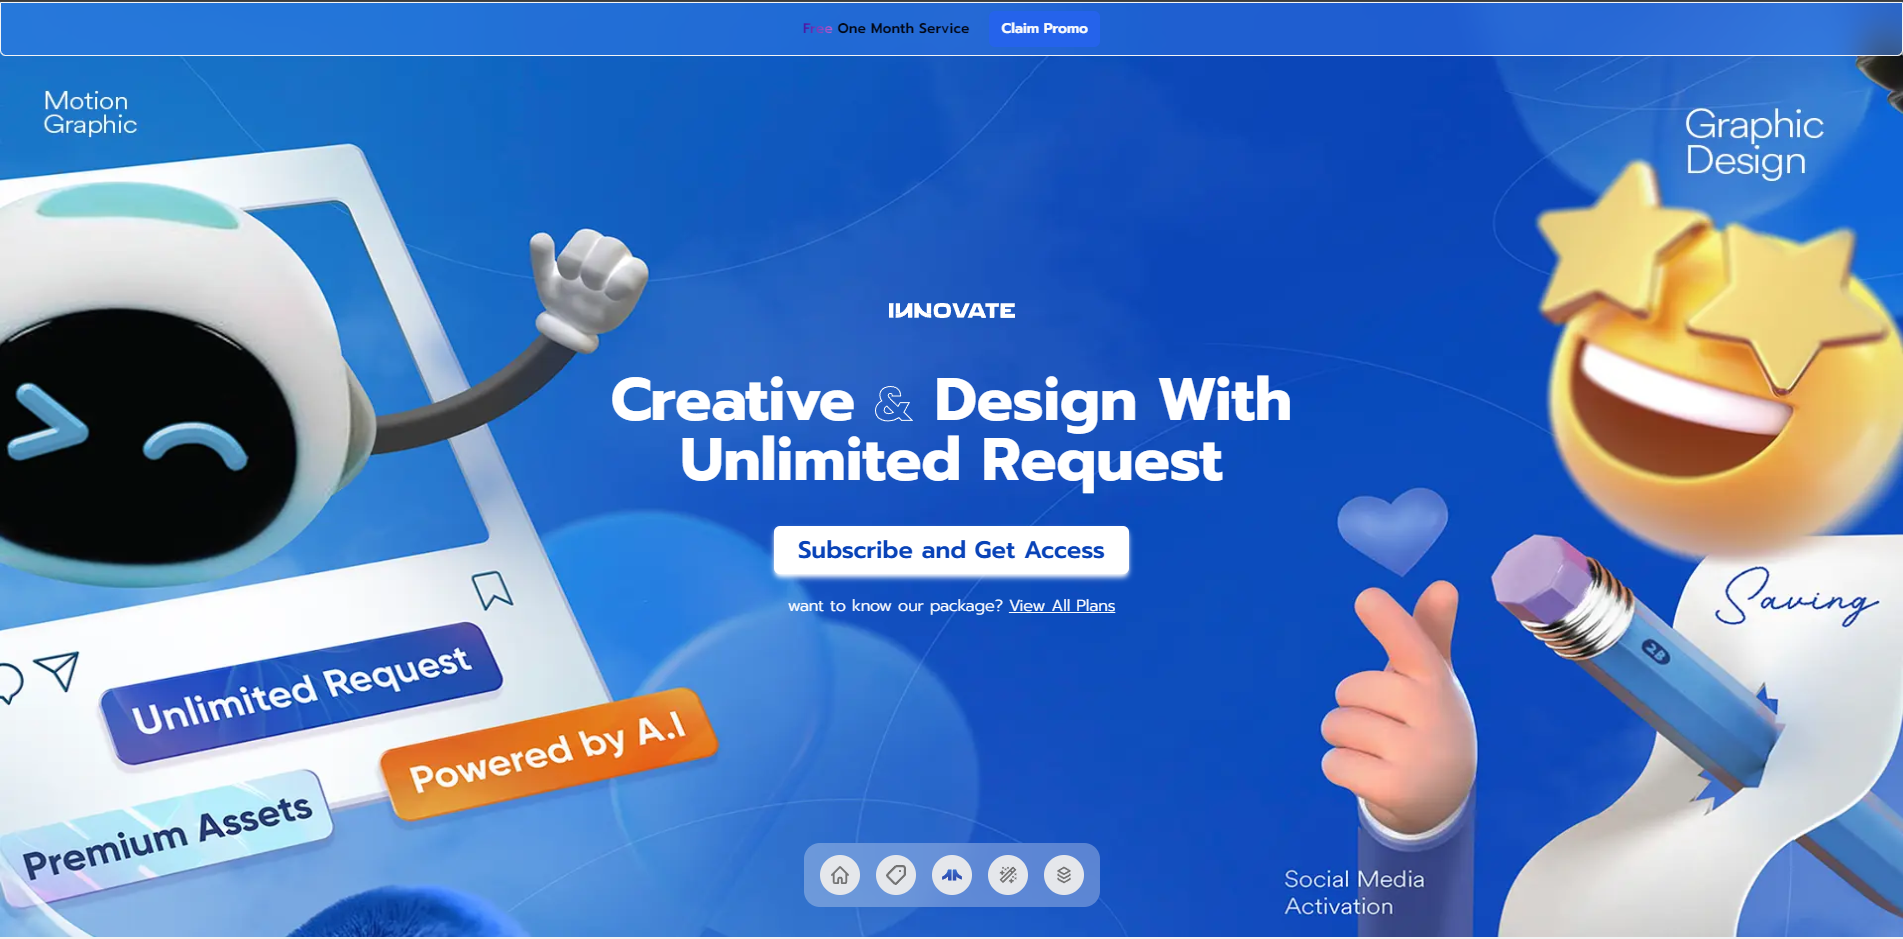 Free One Month Service
Claim Promo
Motion
Graphic
Graphic
Design
INNOVATE
Creative & Design With
Unlimited Request
Subscribe and Get Access
want to know our package? View All Plans
Saving
2B
Unlimited Request
Powered by A.I
Premium Assets
Social Media
Activation